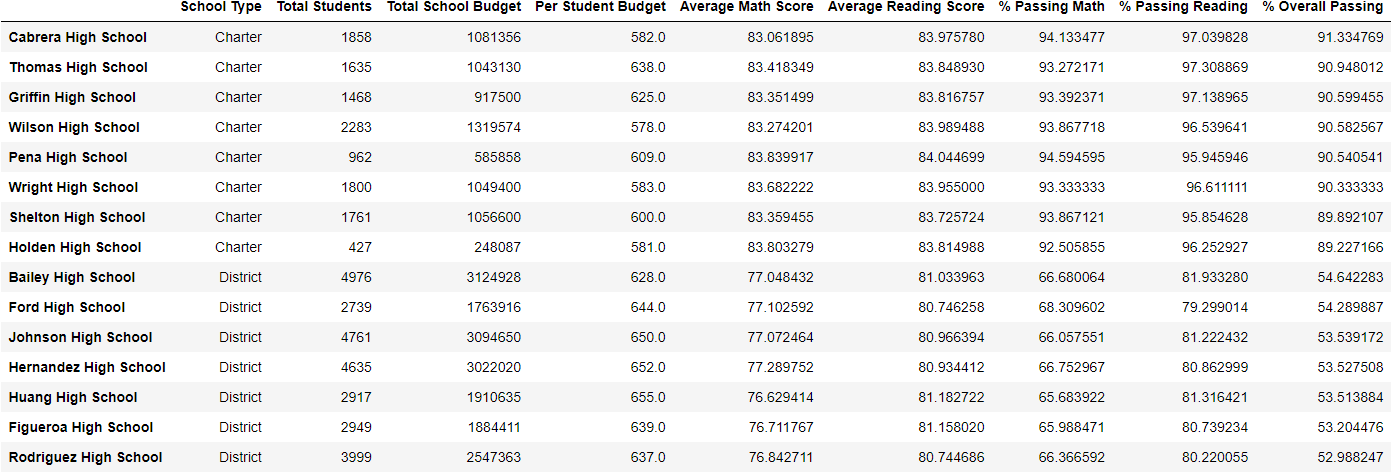 School Type Total Students Total School Budget Per Student Budget Average Math Score Average Reading Score % Passing Math % Passing Reading % Overall Passing
Cabrera High School Charter 1858 1081356 582.0 83.061895 83.975780 94.133477 97.039828 91.334769
Thomas High School Charter 1635 1043130 638.0 83.418349 83.848930 93.272171 97.308869 90.948012
Griffin High School Charter 1468 917500 625.0 83.351499 83.816757 93.392371 97.138965 90.599455
Wilson High School Charter 2283 1319574 578.0 83.274201 83.989488 93.867718 96.539641 90.582567
Pena High School Charter 962 585858 609.0 83.839917 84.044699 94.594595 95.945946 90.540541
Wright High School Charter 1800 1049400 583.0 83.682222 83.955000 93.333333 96.611111 90.333333
Shelton High School Charter 1761 1056600 600.0 83.359455 83.725724 93.867121 95.854628 89.892107
Holden High School Charter 427 248087 581.0 83.803279 83.814988 92.505855 96.252927 89.227166
Bailey High School District 4976 3124928 628.0 77.048432 81.033963 66.680064 81.933280 54.642283
Ford High School District 2739 1763916 644.0 77.102592 80.746258 68.309602 79.299014 54.289887
Johnson High School District 4761 3094650 650.0 77.072464 80.966394 66.057551 81.222432 53.539172
Hernandez High School District 4635 3022020 652.0 77.289752 80.934412 66.752967 80.862999 53.527508
Huang High School District 2917 1910635 655.0 76.629414 81.182722 65.683922 81.316421 53.513884
Figueroa High School District 2949 1884411 639.0 76.711767 81.158020 65.988471 80.739234 53.204476
Rodriguez High School District 3999 2547363 637.0 76.842711 80.744686 66.366592 80.220055 52.988247